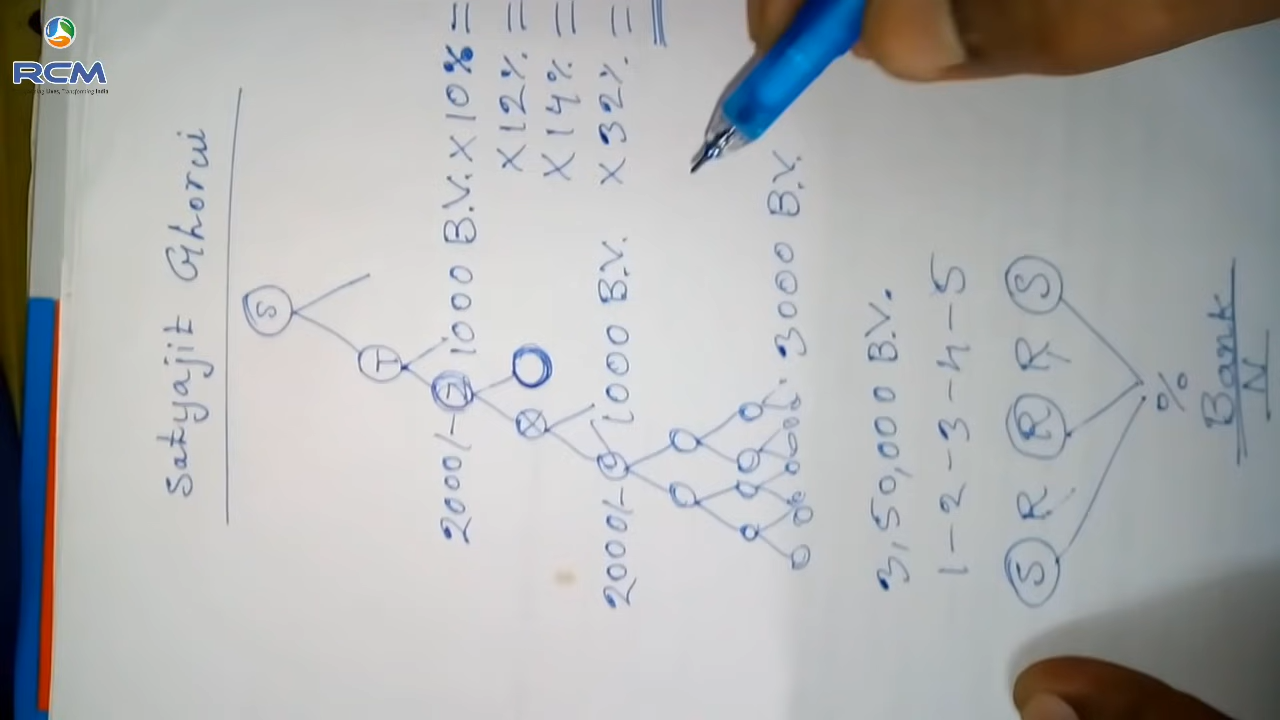 RCM
Satyajit Ghorui
S
T
2000/- 1000 B.V. X 10% =
X 12% =
X 14% =
X
2000/- 1000 B.V. X 32% =
3000 B.V.
3,50,000 B.V.
1-2-3-4-5
S R R R S
%
Bank
N